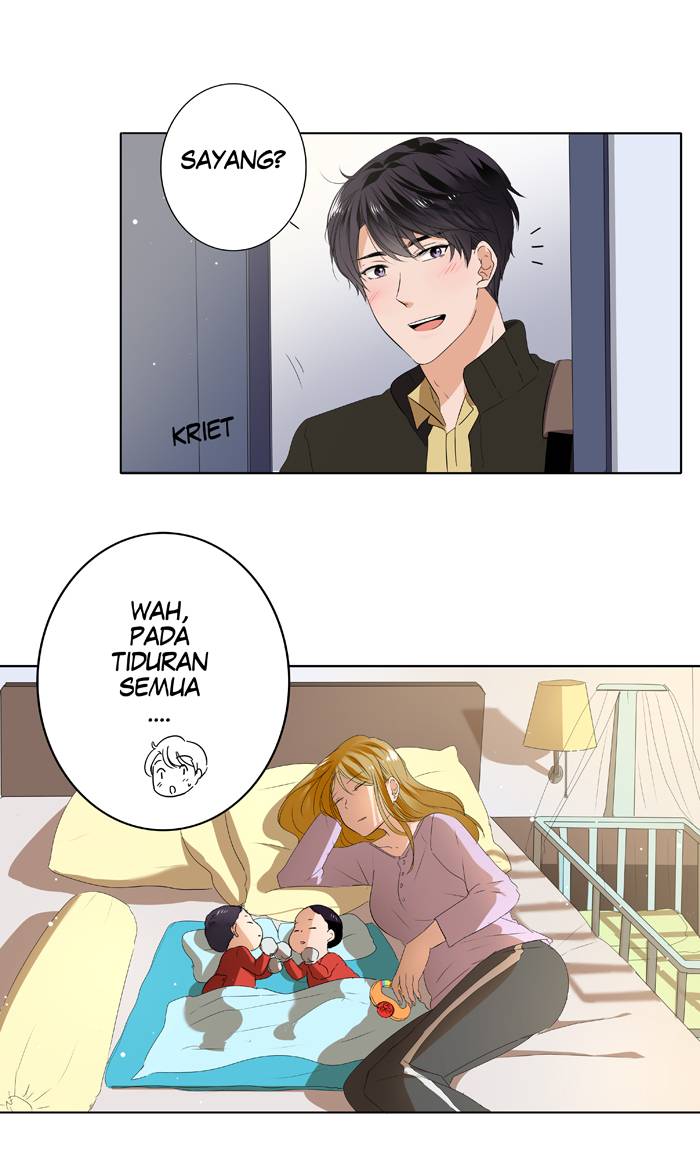 SAYANG?
KRIET
WAH,
PADA
TIDURAN
SEMUA
....